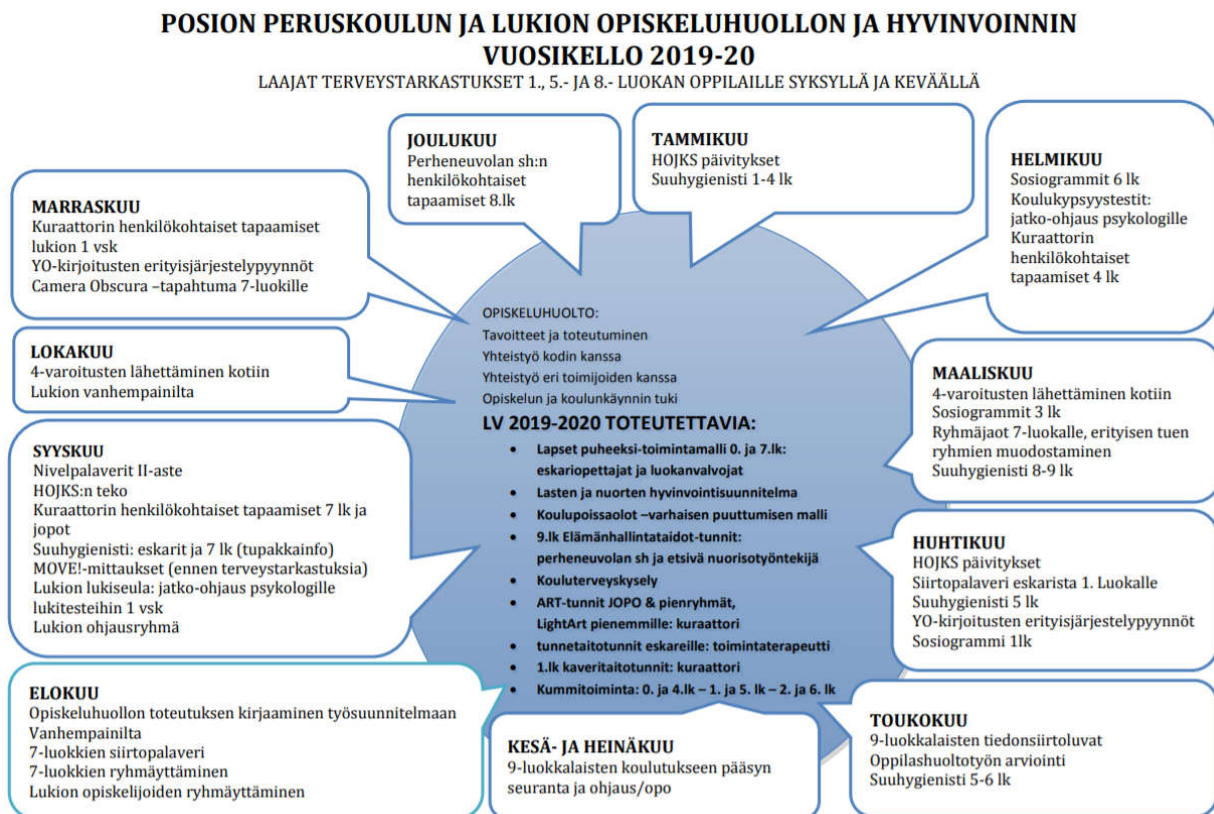 POSION PERUSKOULUN JA LUKION OPISKELUHUOLLON JA HYVINVOINNIN
VUOSIKELLO 2019-20
LAAJAT TERVEYSTARKASTUKSET 1., 5.- JA 8.- LUOKAN OPPILAILLE SYKSYLLÄ JA KEVÄÄLLÄ
JOULUKUU
Perheneuvolan sh:n
henkilökohtaiset
tapaamiset 8.lk
TAMMIKUU
HOJKS päivitykset
Suuhygienisti 1-4 lk
HELMIKUU
Sosiogrammit 6 lk
Koulukypsyystestit:
jatko-ohjaus psykologille
Kuraattorin
henkilökohtaiset
tapaamiset 4 lk
MARRASKUU
Kuraattorin henkilökohtaiset tapaamiset
lukion 1 vsk
YO-kirjoitusten erityisjärjestelypyynnöt
Camera Obscura –tapahtuma 7-luokille
LOKAKUU
4-varoitusten lähettäminen kotiin
Lukion vanhempainilta
SYYSKUU
Nivelpalaverit II-aste
HOJKS:n teko
Kuraattorin henkilökohtaiset tapaamiset 7 lk ja
jopot
Suuhygienisti: eskarit ja 7 lk (tupakkainfo)
MOVE!-mittaukset (ennen terveystarkastuksia)
Lukion lukiseula: jatko-ohjaus psykologille
lukitesteihin 1 vsk
Lukion ohjausryhmä
ELOKUU
Opiskeluhuollon toteutuksen kirjaaminen työsuunnitelmaan
Vanhempainilta
7-luokkien siirtopalaveri
7-luokkien ryhmäyttäminen
Lukion opiskelijoiden ryhmäyttäminen
OPISKELUHUOLTO:
Tavoitteet ja toteutuminen
Yhteistyö kodin kanssa
Yhteistyö eri toimijoiden kanssa
Opiskelun ja koulunkäynnin tuki
LV 2019-2020 TOTEUTETTAVIA:
• Lapset puheeksi-toimintamalli 0. ja 7.lk:
eskariopettajat ja luokanvalvojat
• Lasten ja nuorten hyvinvointisuunnitelma
• Koulupoissaolot –varhaisen puuttumisen malli
• 9.lk Elämänhallintataidot-tunnit:
perheneuvolan sh ja etsivä nuorisotyöntekijä
• Kouluterveyskysely
• ART-tunnit JOPO & pienryhmät,
LightArt pienemmille: kuraattori
• tunnetaitotunnit eskareille: toimintaterapeutti
• 1.lk kaveritaitotunnit: kuraattori
• Kummitoiminta: 0. ja 4.lk – 1. ja 5. lk – 2. ja 6. lk
MAALISKUU
4-varoitusten lähettäminen kotiin
Sosiogrammit 3 lk
Ryhmäjaot 7-luokalle, erityisen tuen
ryhmien muodostaminen
Suuhygienisti 8-9 lk
HUHTIKUU
HOJKS päivitykset
Siirtopalaveri eskarista 1. Luokalle
Suuhygienisti 5 lk
YO-kirjoitusten erityisjärjestelypyynnöt
Sosiogrammi 1lk
TOUKOKUU
9-luokkalaisten tiedonsiirtoluvat
Oppilashuoltotyön arviointi
Suuhygienisti 5-6 lk
KESÄ- JA HEINÄKUU
9-luokkalaisten koulutukseen pääsyn
seuranta ja ohjaus/opo